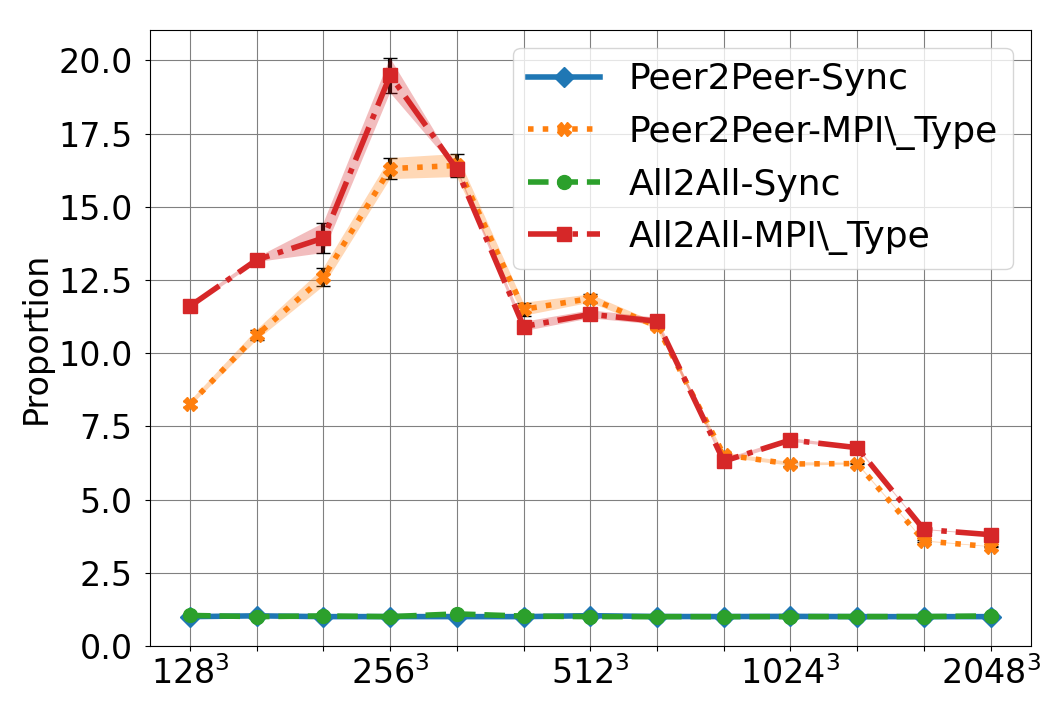 20.0
17.5
15.0
12.5
10.0
7.5
5.0
2.5
0.0
Proportion
Peer2Peer-Sync
Peer2Peer-MPI\_Type
All2All-Sync
All2All-MPI\_Type
128³ 256³ 512³ 1024³ 2048³